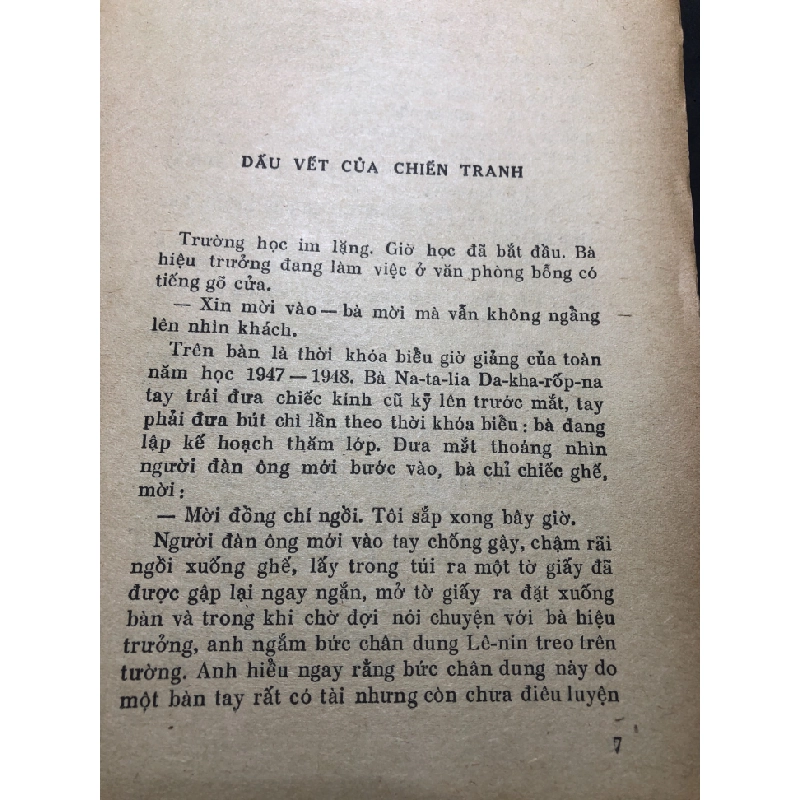 DẤU VẾT CỦA CHIẾN TRANH
Trường học im lặng. Giờ học đã bắt đầu. Bà
hiệu trưởng đang làm việc ở văn phòng bỗng có
tiếng gõ cửa.
— Xin mời vào — bà mời mà vẫn không ngẩng
lên nhìn khách.
Trên bàn là thời khóa biểu giờ giảng của toàn
năm học 1947 — 1948. Bà Na-ta-lia Da-kha-rốp-na
tay trái đưa chiếc kính cũ kỹ lên trước mắt, tay
phải đưa bút chì lần theo thời khóa biểu: bà đang
lập kế hoạch thăm lớp. Đưa mắt thoáng nhìn
người đàn ông mới bước vào, bà chỉ chiếc ghế,
mời:
— Mời đồng chí ngồi. Tôi sắp xong bây giờ.
Người đàn ông mới vào tay chống gậy, chậm rãi
ngồi xuống ghế, lấy trong túi ra một tờ giấy đã
được gập lại ngay ngắn, mở tờ giấy ra đặt xuống
bàn và trong khi chờ đợi nói chuyện với bà hiệu
trưởng, anh ngắm bức chân dung Lê-nin treo trên
tường. Anh hiểu ngay rằng bức chân dung này do
một bàn tay rất có tài nhưng còn chưa điêu luyện
7